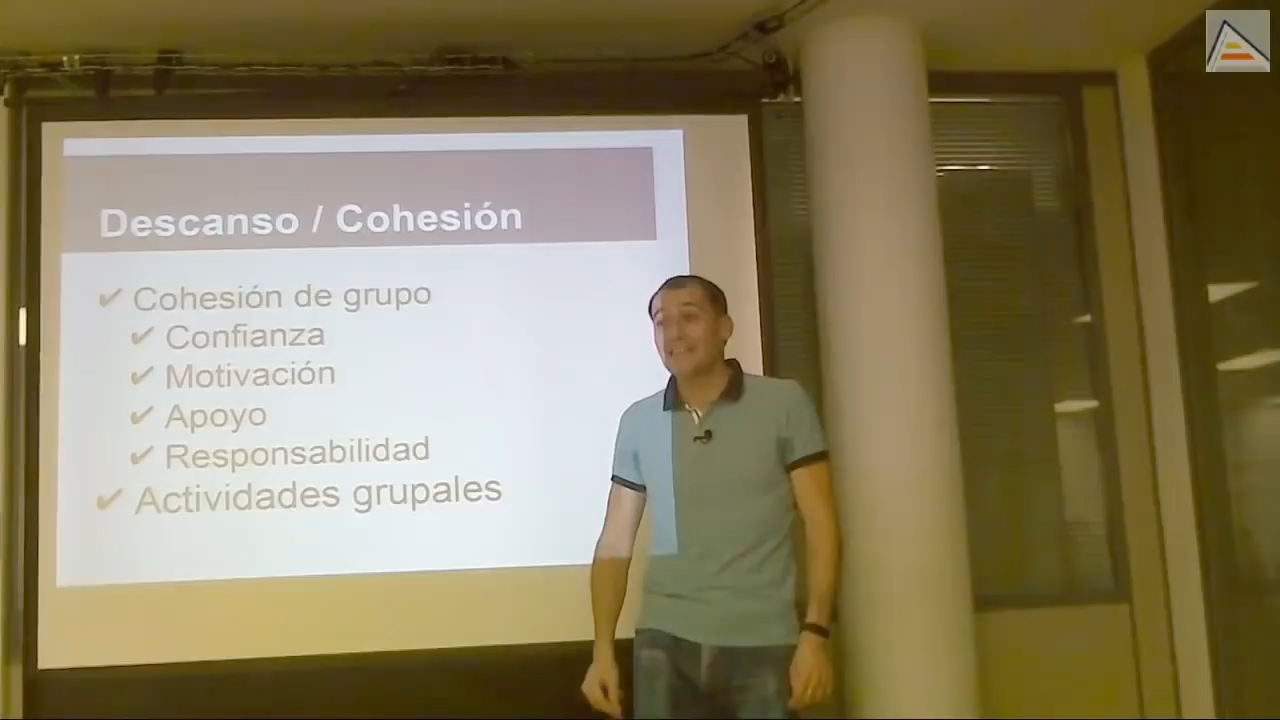 Descanso / Cohesión
✔ Cohesión de grupo
✔ Confianza
✔ Motivación
✔ Apoyo
✔ Responsabilidad
✔ Actividades grupales